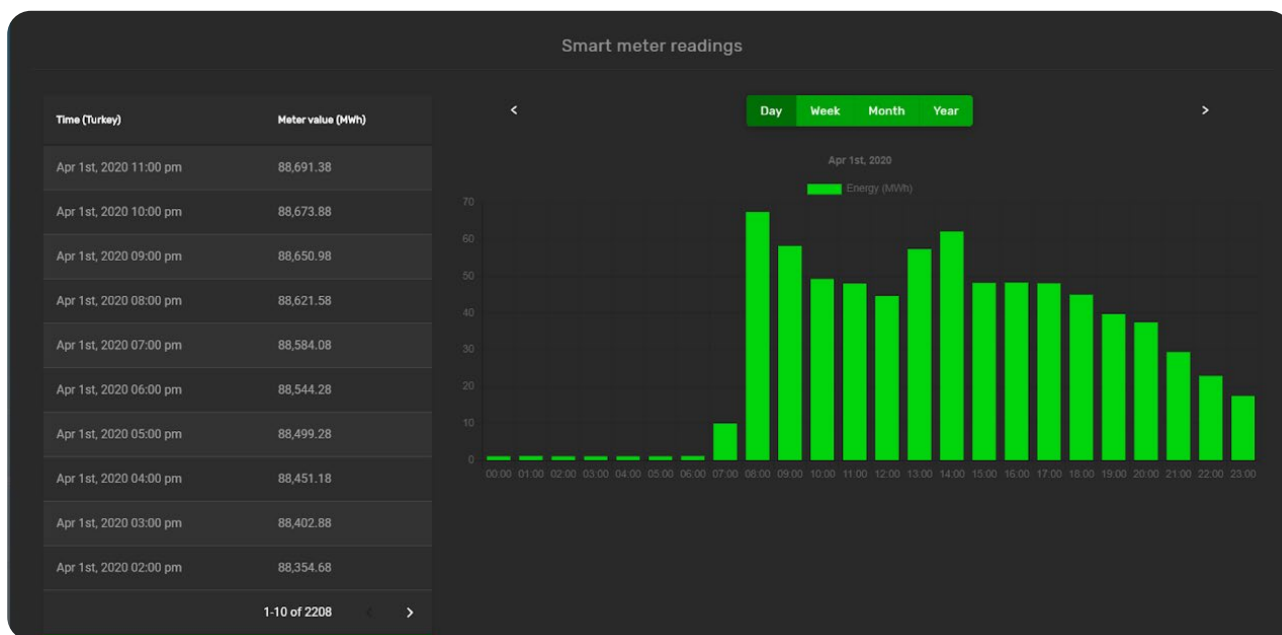 Smart meter readings
Time (Turkey) Meter value (MWh)
Apr 1st, 2020 11:00 pm 88,691.38
Apr 1st, 2020 10:00 pm 88,673.88
Apr 1st, 2020 09:00 pm 88,650.98
Apr 1st, 2020 08:00 pm 88,621.58
Apr 1st, 2020 07:00 pm 88,584.08
Apr 1st, 2020 06:00 pm 88,544.28
Apr 1st, 2020 05:00 pm 88,499.28
Apr 1st, 2020 04:00 pm 88,451.18
Apr 1st, 2020 03:00 pm 88,402.88
Apr 1st, 2020 02:00 pm 88,354.68
1-10 of 2208 < >
< Day Week Month Year >
Apr 1st, 2020
Energy (MWh)
70
60
50
40
30
20
10
0
00:00 01:00 02:00 03:00 04:00 05:00 06:00 07:00 08:00 09:00 10:00 11:00 12:00 13:00 14:00 15:00 16:00 17:00 18:00 19:00 20:00 21:00 22:00 23:00